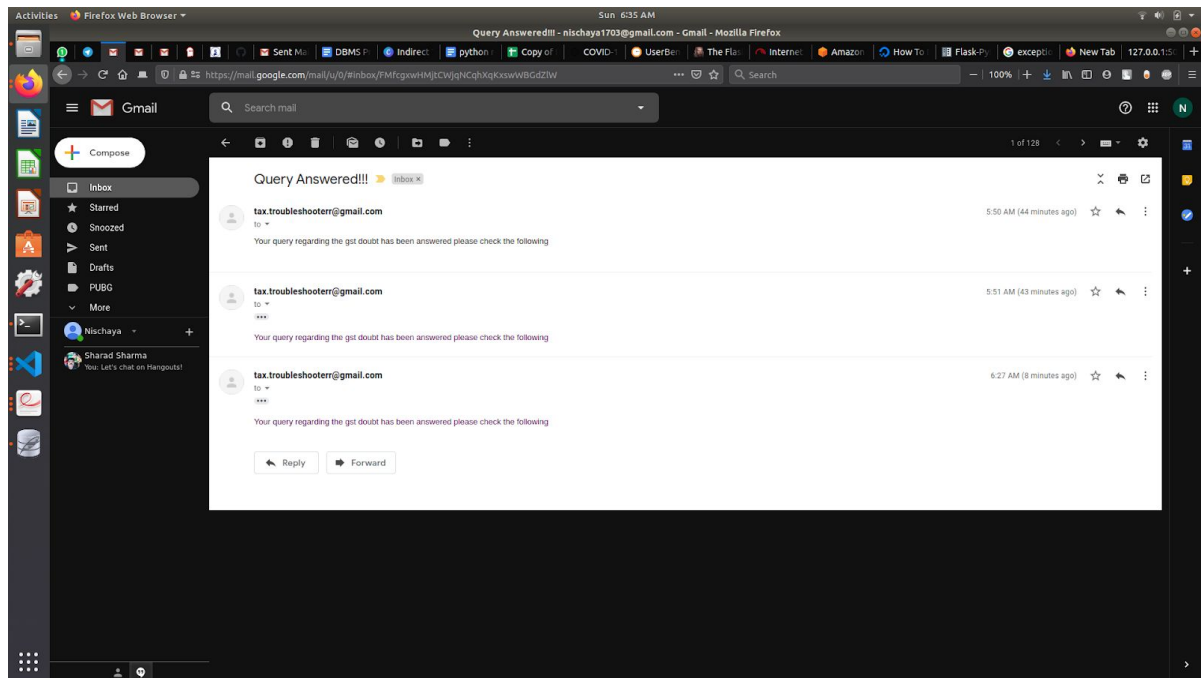 Activities Firefox Web Browser Sun 6:35 AM
Query Answered!!! - nischaya1703@gmail.com - Gmail - Mozilla Firefox
Sent Ma DBMS P Indirect python Copy of COVID-1 UserBen The Flas Internet Amazon How To Flask-Py exceptio New Tab 127.0.0.1:50
https://mail.google.com/mail/u/0/#inbox/ 100% Search
Gmail Search mail N
Compose 1 of 128
Query Answered!!! Inbox ×
Inbox
Starred
Snoozed
Sent
Drafts
PUBG
More
Nischaya
Sharad Sharma
You: Let's chat on Hangouts!
tax.troubleshooterr@gmail.com 5:50 AM (44 minutes ago)
to
Your query regarding the gst doubt has been answered please check the following
tax.troubleshooterr@gmail.com 5:51 AM (43 minutes ago)
to
Your query regarding the gst doubt has been answered please check the following
tax.troubleshooterr@gmail.com 6:27 AM (8 minutes ago)
to
Your query regarding the gst doubt has been answered please check the following
Reply Forward